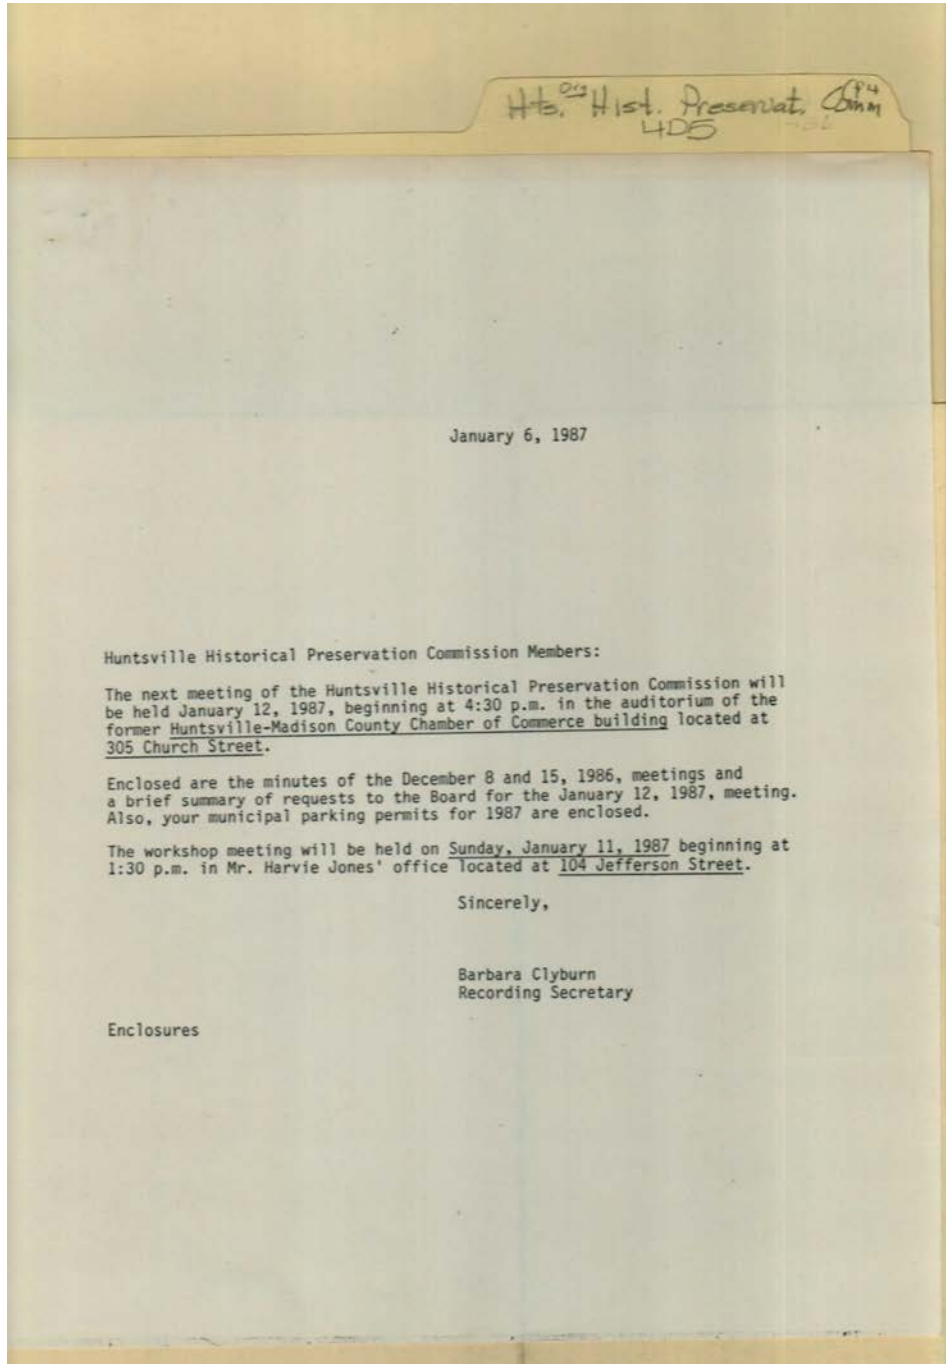 Hts. Org Hist. Preservat. Comm
4D5
January 6, 1987
Huntsville Historical Preservation Commission Members:
The next meeting of the Huntsville Historical Preservation Commission will
be held January 12, 1987, beginning at 4:30 p.m. in the auditorium of the
former Huntsville-Madison County Chamber of Commerce building located at
305 Church Street.
Enclosed are the minutes of the December 8 and 15, 1986, meetings and
a brief summary of requests to the Board for the January 12, 1987, meeting.
Also, your municipal parking permits for 1987 are enclosed.
The workshop meeting will be held on Sunday, January 11, 1987 beginning at
1:30 p.m. in Mr. Harvie Jones' office located at 104 Jefferson Street.
Sincerely,
Barbara Clyburn
Recording Secretary
Enclosures